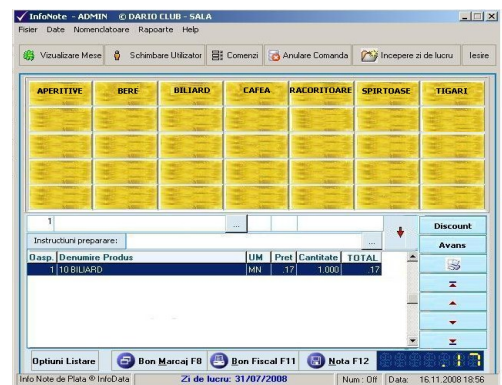 InfoNote - ADMIN © DARIO CLUB - SALA
Fisier Date Nomenclatoare Rapoarte Help
Vizualizare Mese Schimbare Utilizator Comenzi Anulare Comanda Incepere zi de lucru Iesire
APERITIVE BERE BILIARD CAFEA RACORITOARE SPIRTOASE TIGARI
1 ... Discount
Instructiuni preparare: ... Avans
Oasp. Denumire Produs UM Pret Cantitate TOTAL
1 10 BILIARD MN .17 1.000 .17
Optiuni Listare Bon Marcaj F8 Bon Fiscal F11 Nota F12 .17
Info Note de Plata © InfoData Zi de lucru: 31/07/2008 Num : Off Data: 16.11.2008 18:58